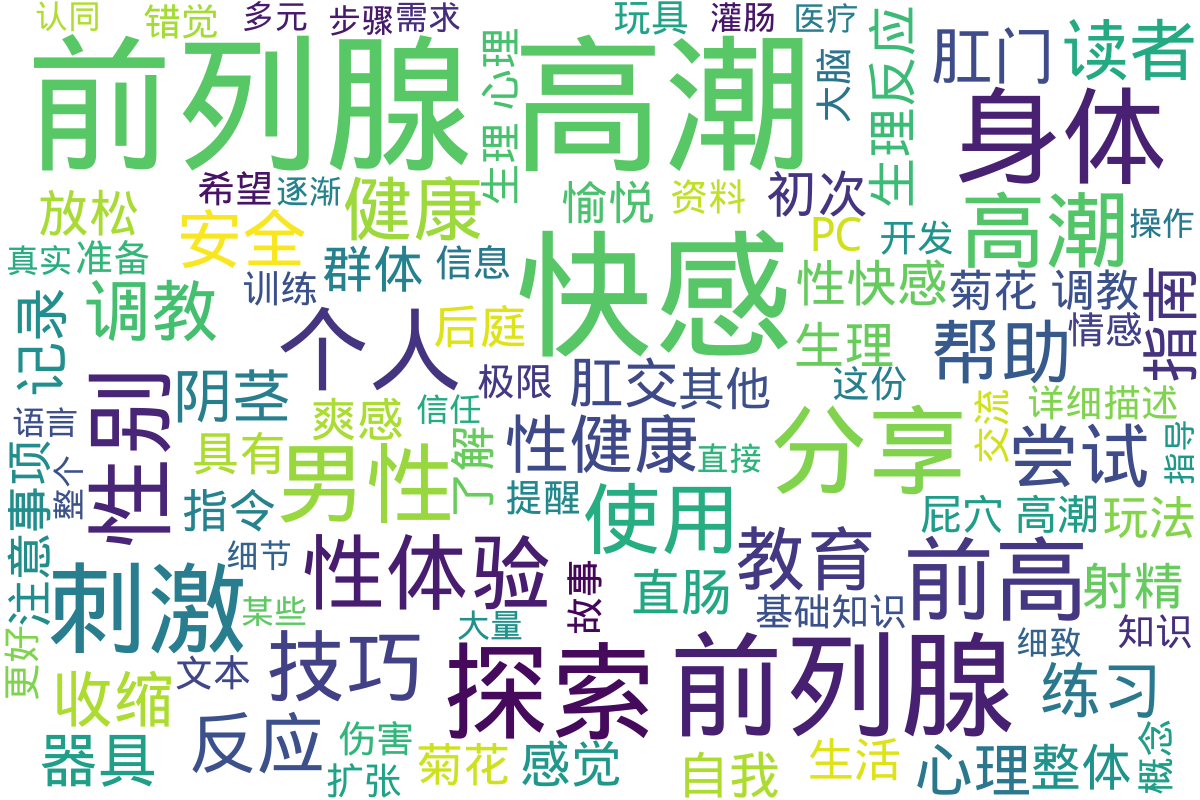 认同
错觉
多元
步骤
需求
玩具
灌肠
医疗
前列腺
高潮
心理
生理
大脑
生理反应
肛门
读者
身体
希望
逐渐
健康
愉悦
资料
初次
放松
安全
高潮
操作
真实
准备
群体
信息
快感
PC
开发
性快感
菊花
调教
指南
训练
调教
记录
个人
后庭
生理
帮助
情感
性别
阴茎
极限
肛交
其他
这份
语言
爽感
信任
分享
交流
详细描述
尝试
指导
具有
男性
了解
性健康
直接
注意事项
整个
指令
提醒
使用
屁穴
高潮
玩法
细节
刺激
性体验
故事
直肠
教育
前高
射精
某些
大量
基础知识
知识
更好
文本
技巧
探索
前列腺
细致
收缩
练习
器具
反应
伤害
扩张
菊花
感觉
自我
生活
心理
整体
概念